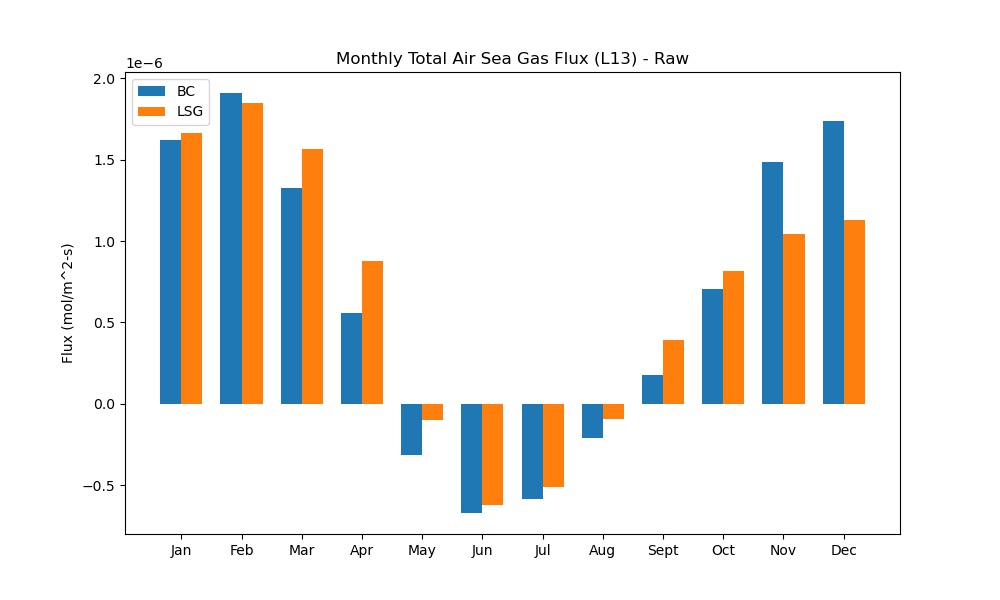 Monthly Total Air Sea Gas Flux (L13) - Raw
1e−6
BC
LSG
Flux (mol/m^2-s)
2.0
1.5
1.0
0.5
0.0
−0.5
Jan Feb Mar Apr May Jun Jul Aug Sept Oct Nov Dec